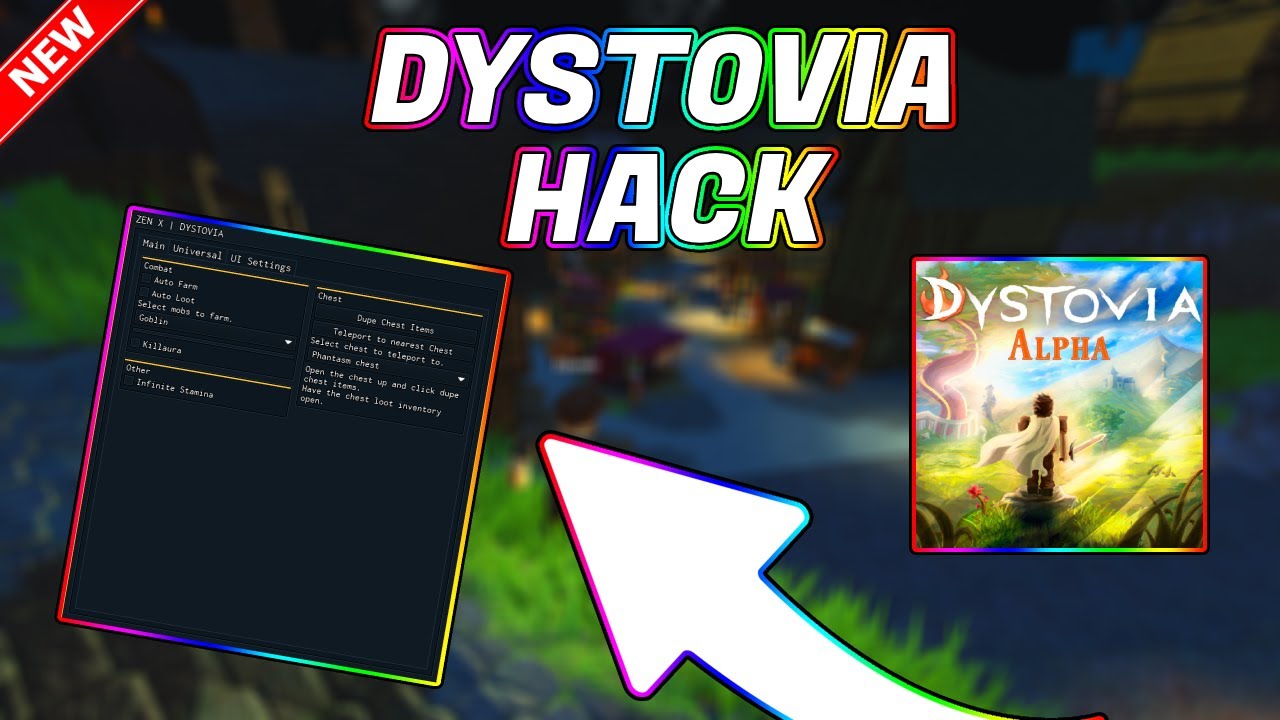 NEW
DYSTOVIA
HACK
ZEN X | DYSTOVIA
Main Universal UI Settings
Combat
Auto Farm
Auto Loot
Select mobs to farm.
Goblin
Killaura
Other
Infinite Stamina
Chest
Dupe Chest Items
Teleport to nearest Chest
Select chest to teleport to.
Phantasm chest
Open the chest up and click dupe
chest items.
Have the chest loot inventory
open.
DYSTOVIA
ALPHA